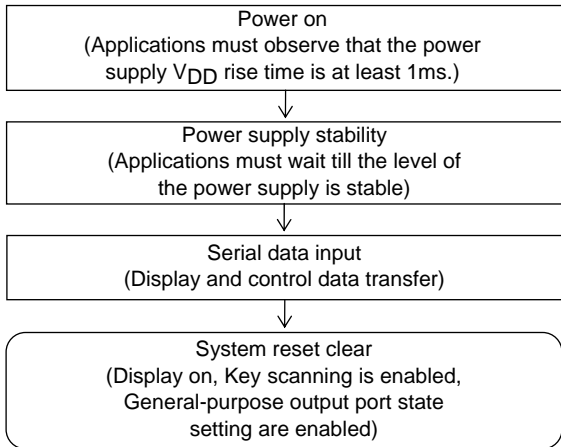 Power on
(Applications must observe that the power
supply VDD rise time is at least 1ms.)
Power supply stability
(Applications must wait till the level of
the power supply is stable)
Serial data input
(Display and control data transfer)
System reset clear
(Display on, Key scanning is enabled,
General-purpose output port state
setting are enabled)